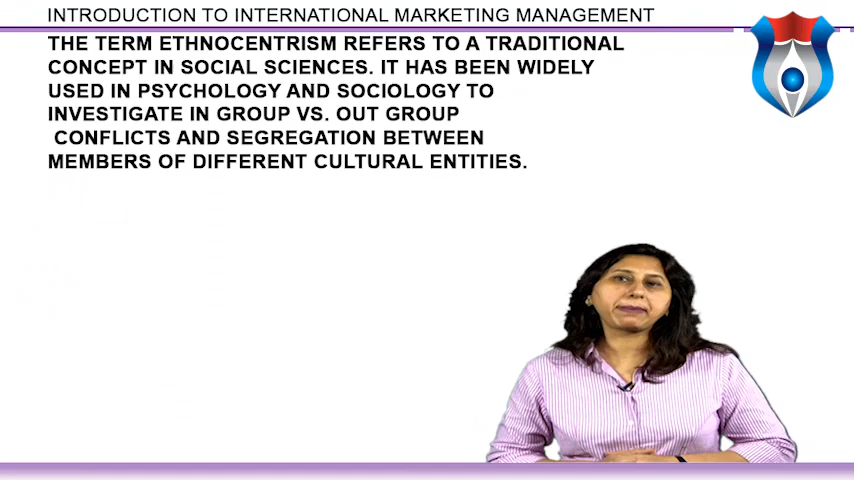 INTRODUCTION TO INTERNATIONAL MARKETING MANAGEMENT
THE TERM ETHNOCENTRISM REFERS TO A TRADITIONAL
CONCEPT IN SOCIAL SCIENCES. IT HAS BEEN WIDELY
USED IN PSYCHOLOGY AND SOCIOLOGY TO
INVESTIGATE IN GROUP VS. OUT GROUP
CONFLICTS AND SEGREGATION BETWEEN
MEMBERS OF DIFFERENT CULTURAL ENTITIES.